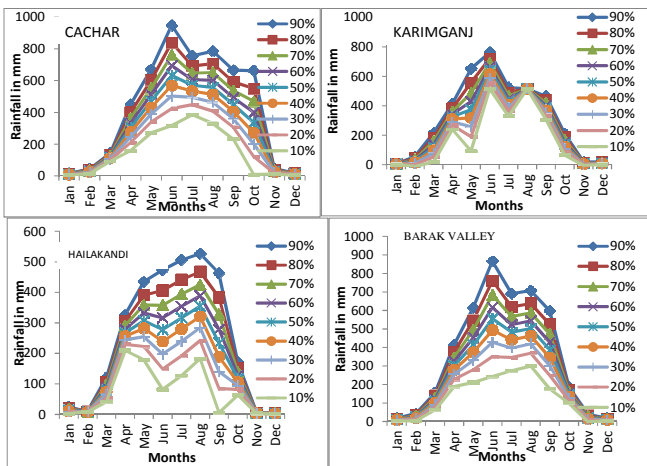 CACHAR
Rainfall in mm
1000
800
600
400
200
0
Jan
Feb
Mar
Apr
May
Jun
Jul
Aug
Sep
Oct
Nov
Dec
Months
90%
80%
70%
60%
50%
40%
30%
20%
10%
KARIMGANJ
Rainfall in mm
1000
800
600
400
200
0
Jan
Feb
Mar
Apr
May
Jun
Jul
Aug
Sep
Oct
Nov
Dec
Months
90%
80%
70%
60%
50%
40%
30%
20%
10%
HAILAKANDI
Rainfall in mm
600
500
400
300
200
100
0
Jan
Feb
Mar
Apr
May
Jun
Jul
Aug
Sep
Oct
Nov
Dec
Months
90%
80%
70%
60%
50%
40%
30%
20%
10%
BARAK VALLEY
Rainfall in mm
1000
900
800
700
600
500
400
300
200
100
0
Jan
Feb
Mar
Apr
May
Jun
Jul
Aug
Sep
Oct
Nov
Dec
Months
90%
80%
70%
60%
50%
40%
30%
20%
10%